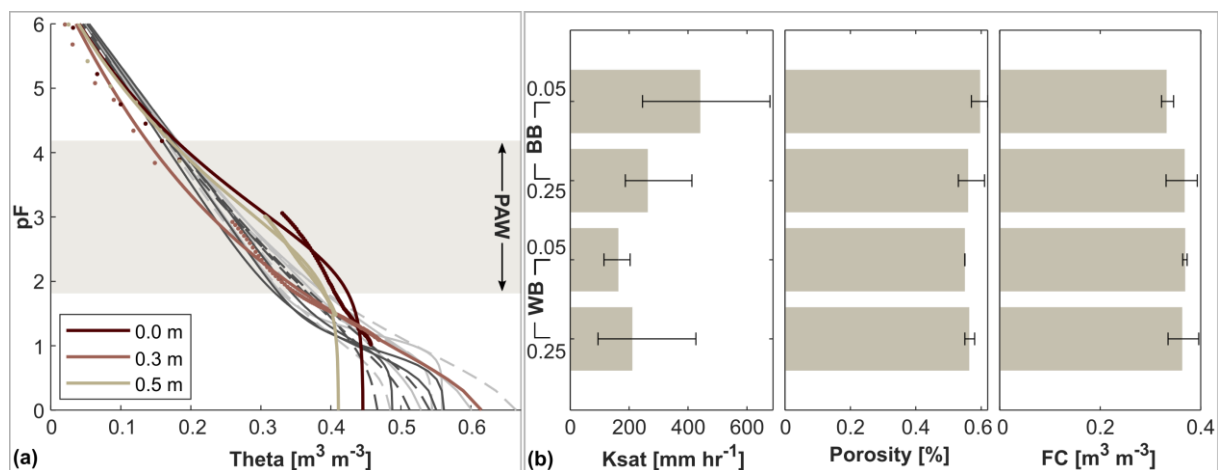 6
5
4
3
2
1
0
pF
PAW
0.0 m
0.3 m
0.5 m
0 0.1 0.2 0.3 0.4 0.5 0.6
(a) Theta [m³ m⁻³]
0.05
BB
0.25
0.05
WB
0.25
0 200 400 600
(b) Ksat [mm hr⁻¹]
0 0.2 0.4 0.6
Porosity [%]
0 0.2 0.4
FC [m³ m⁻³]